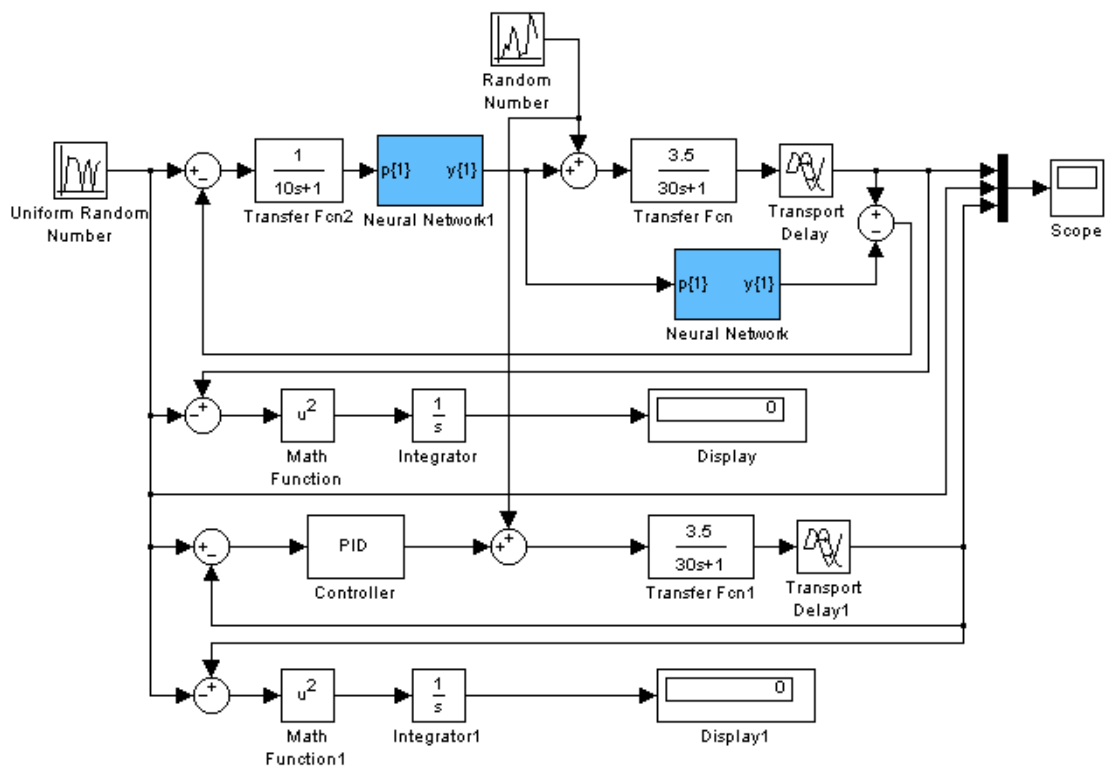 Random
Number
Uniform Random
Number
+
−
1
10s+1
Transfer Fcn2
p{1} y{1}
Neural Network1
+
+
3.5
30s+1
Transfer Fcn
Transport
Delay
+
−
Scope
p{1} y{1}
Neural Network
+
−
u²
Math
Function
1
s
Integrator
0
Display
+
−
PID
Controller
+
+
3.5
30s+1
Transfer Fcn1
Transport
Delay1
+
−
u²
Math
Function1
1
s
Integrator1
0
Display1